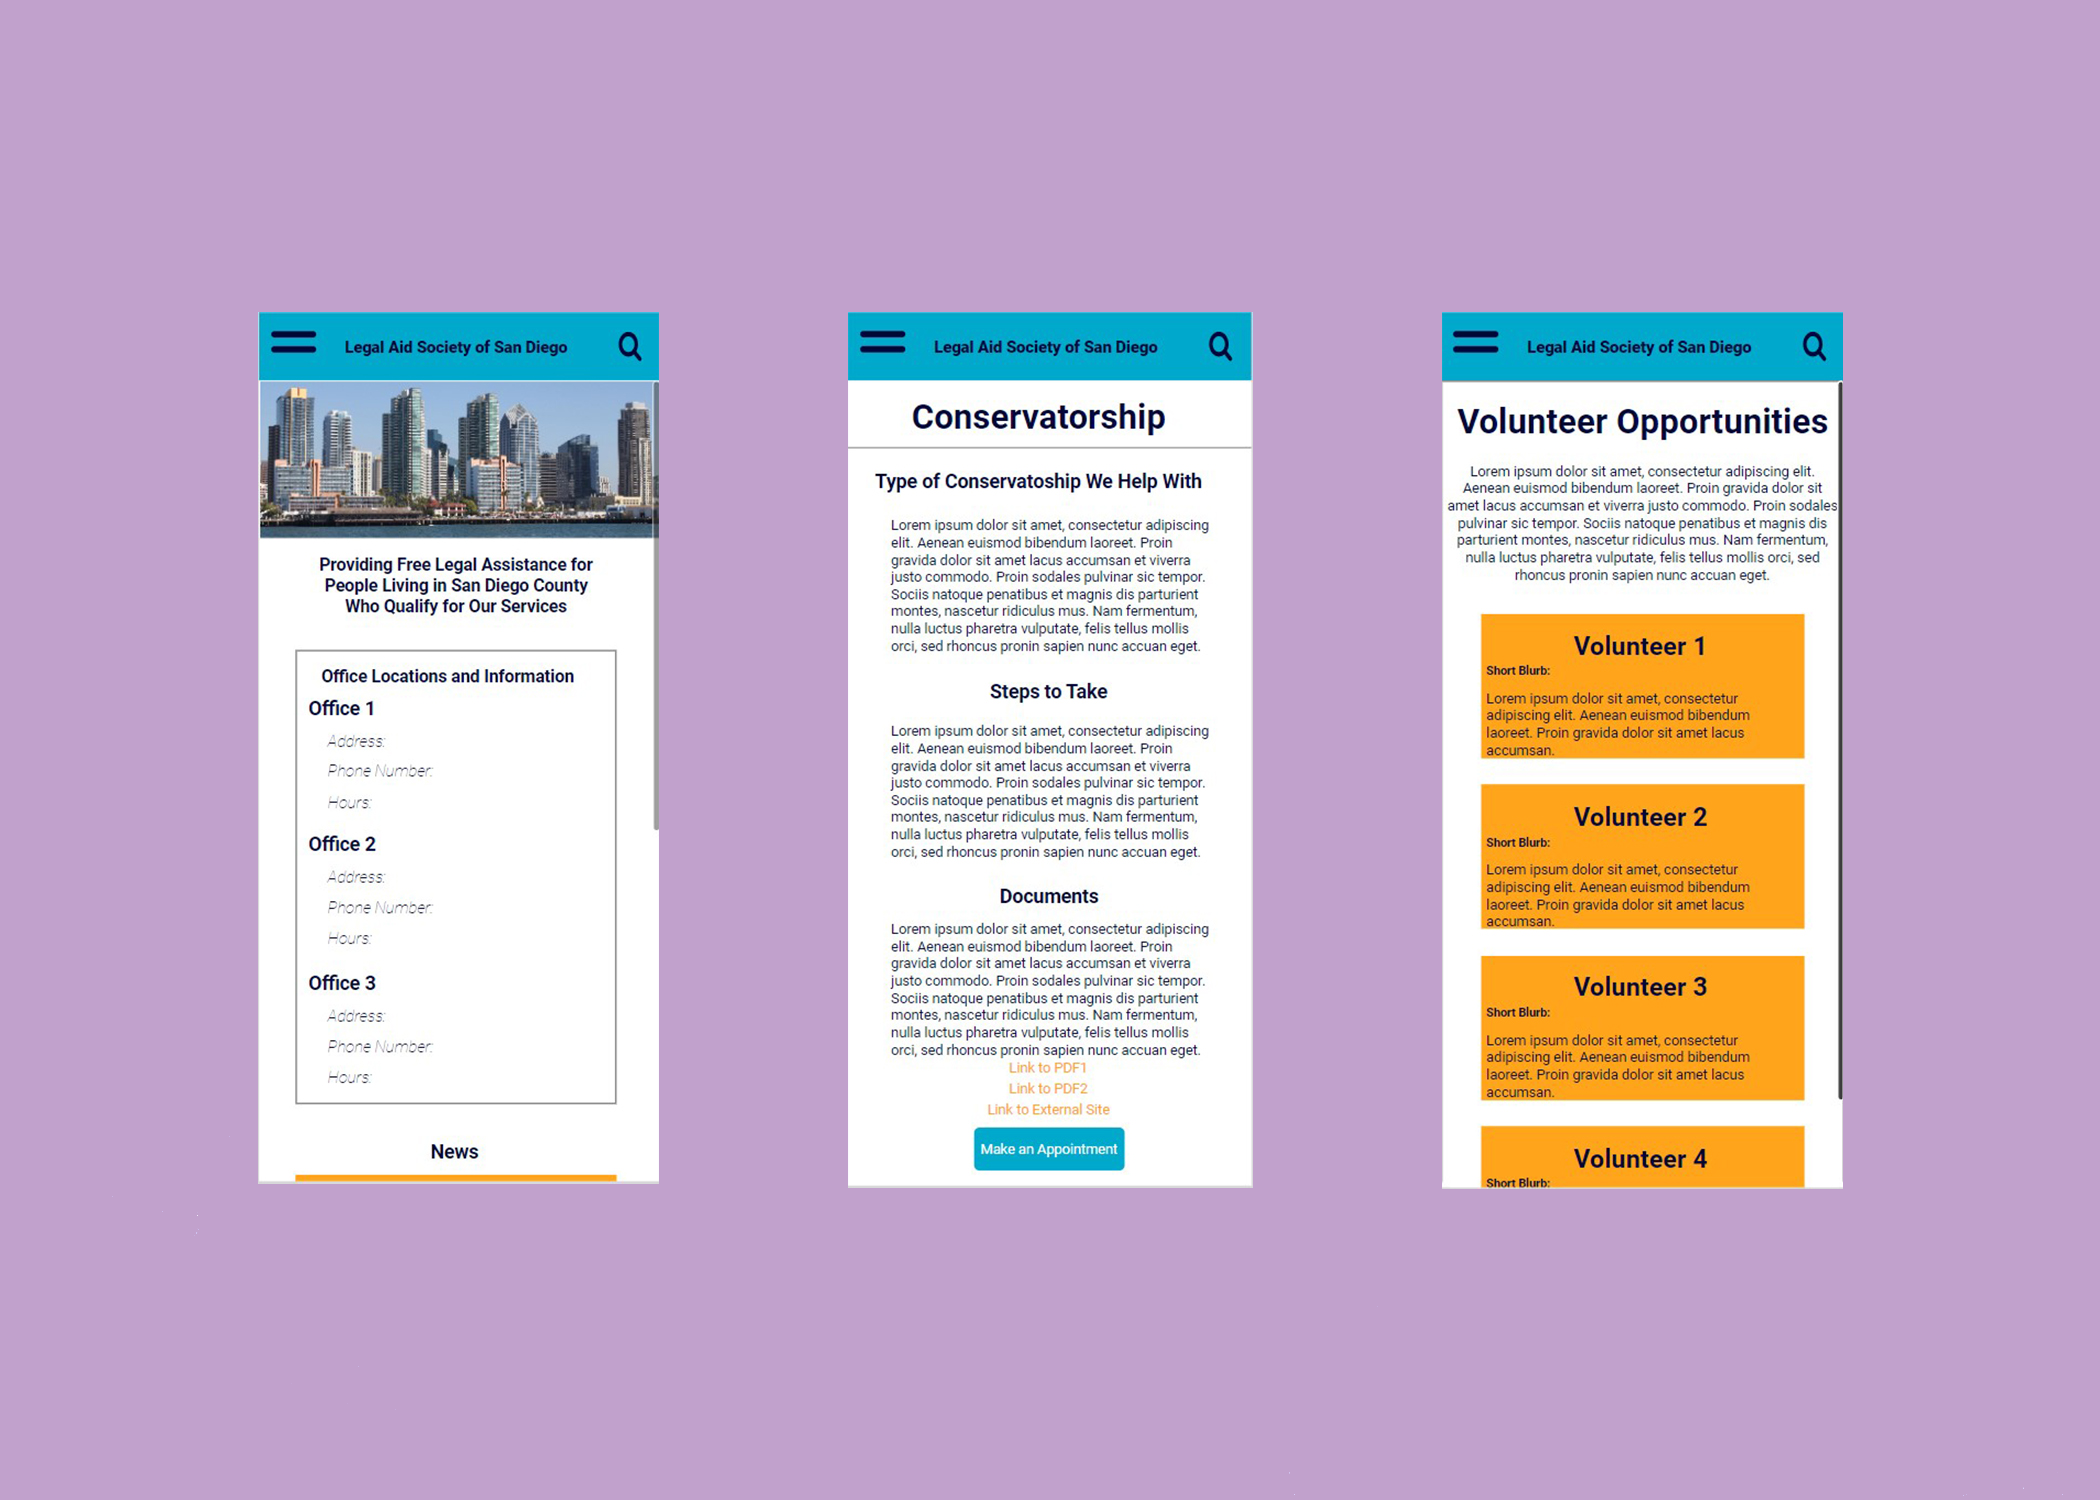 Legal Aid Society of San Diego
Providing Free Legal Assistance for
People Living in San Diego County
Who Qualify for Our Services
Office Locations and Information
Office 1
Address:
Phone Number:
Hours:
Office 2
Address:
Phone Number:
Hours:
Office 3
Address:
Phone Number:
Hours:
News
Legal Aid Society of San Diego
Conservatorship
Type of Conservatoship We Help With
Lorem ipsum dolor sit amet, consectetur adipiscing
elit. Aenean euismod bibendum laoreet. Proin
gravida dolor sit amet lacus accumsan et viverra
justo commodo. Proin sodales pulvinar sic tempor.
Sociis natoque penatibus et magnis dis parturient
montes, nascetur ridiculus mus. Nam fermentum,
nulla luctus pharetra vulputate, felis tellus mollis
orci, sed rhoncus pronin sapien nunc accuan eget.
Steps to Take
Lorem ipsum dolor sit amet, consectetur adipiscing
elit. Aenean euismod bibendum laoreet. Proin
gravida dolor sit amet lacus accumsan et viverra
justo commodo. Proin sodales pulvinar sic tempor.
Sociis natoque penatibus et magnis dis parturient
montes, nascetur ridiculus mus. Nam fermentum,
nulla luctus pharetra vulputate, felis tellus mollis
orci, sed rhoncus pronin sapien nunc accuan eget.
Documents
Lorem ipsum dolor sit amet, consectetur adipiscing
elit. Aenean euismod bibendum laoreet. Proin
gravida dolor sit amet lacus accumsan et viverra
justo commodo. Proin sodales pulvinar sic tempor.
Sociis natoque penatibus et magnis dis parturient
montes, nascetur ridiculus mus. Nam fermentum,
nulla luctus pharetra vulputate, felis tellus mollis
orci, sed rhoncus pronin sapien nunc accuan eget.
Link to PDF1
Link to PDF2
Link to External Site
Make an Appointment
Legal Aid Society of San Diego
Volunteer Opportunities
Lorem ipsum dolor sit amet, consectetur adipiscing elit.
Aenean euismod bibendum laoreet. Proin gravida dolor sit
amet lacus accumsan et viverra justo commodo. Proin sodales
pulvinar sic tempor. Sociis natoque penatibus et magnis dis
parturient montes, nascetur ridiculus mus. Nam fermentum,
nulla luctus pharetra vulputate, felis tellus mollis orci, sed
rhoncus pronin sapien nunc accuan eget.
Volunteer 1
Short Blurb:
Lorem ipsum dolor sit amet, consectetur
adipiscing elit. Aenean euismod bibendum
laoreet. Proin gravida dolor sit amet lacus
accumsan.
Volunteer 2
Short Blurb:
Lorem ipsum dolor sit amet, consectetur
adipiscing elit. Aenean euismod bibendum
laoreet. Proin gravida dolor sit amet lacus
accumsan.
Volunteer 3
Short Blurb:
Lorem ipsum dolor sit amet, consectetur
adipiscing elit. Aenean euismod bibendum
laoreet. Proin gravida dolor sit amet lacus
accumsan.
Volunteer 4
Short Blurb: